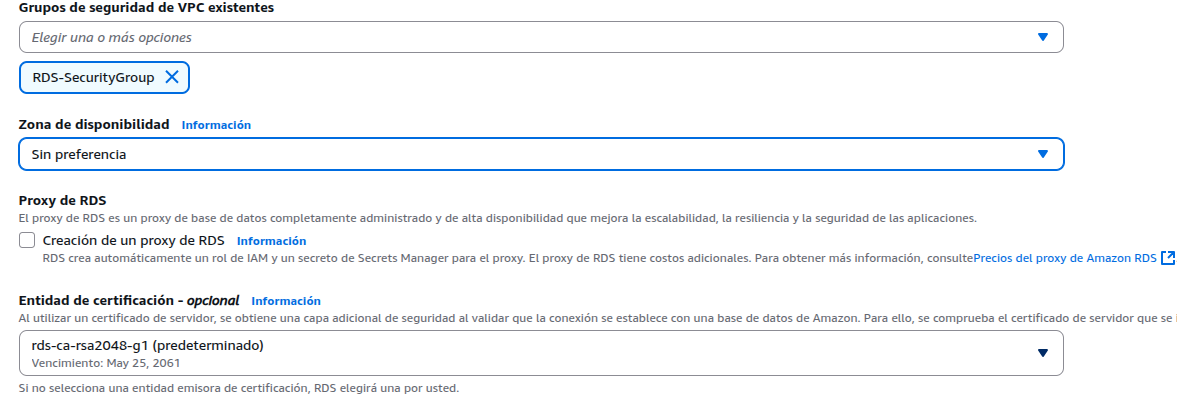 Grupos de seguridad de VPC existentes
Elegir una o más opciones
RDS-SecurityGroup
Zona de disponibilidad Información
Sin preferencia
Proxy de RDS
El proxy de RDS es un proxy de base de datos completamente administrado y de alta disponibilidad que mejora la escalabilidad, la resiliencia y la seguridad de las aplicaciones.
Creación de un proxy de RDS Información
RDS crea automáticamente un rol de IAM y un secreto de Secrets Manager para el proxy. El proxy de RDS tiene costos adicionales. Para obtener más información, consultePrecios del proxy de Amazon RDS
Entidad de certificación - opcional Información
Al utilizar un certificado de servidor, se obtiene una capa adicional de seguridad al validar que la conexión se establece con una base de datos de Amazon. Para ello, se comprueba el certificado de servidor que se
rds-ca-rsa2048-g1 (predeterminado)
Vencimiento: May 25, 2061
Si no selecciona una entidad emisora de certificación, RDS elegirá una por usted.